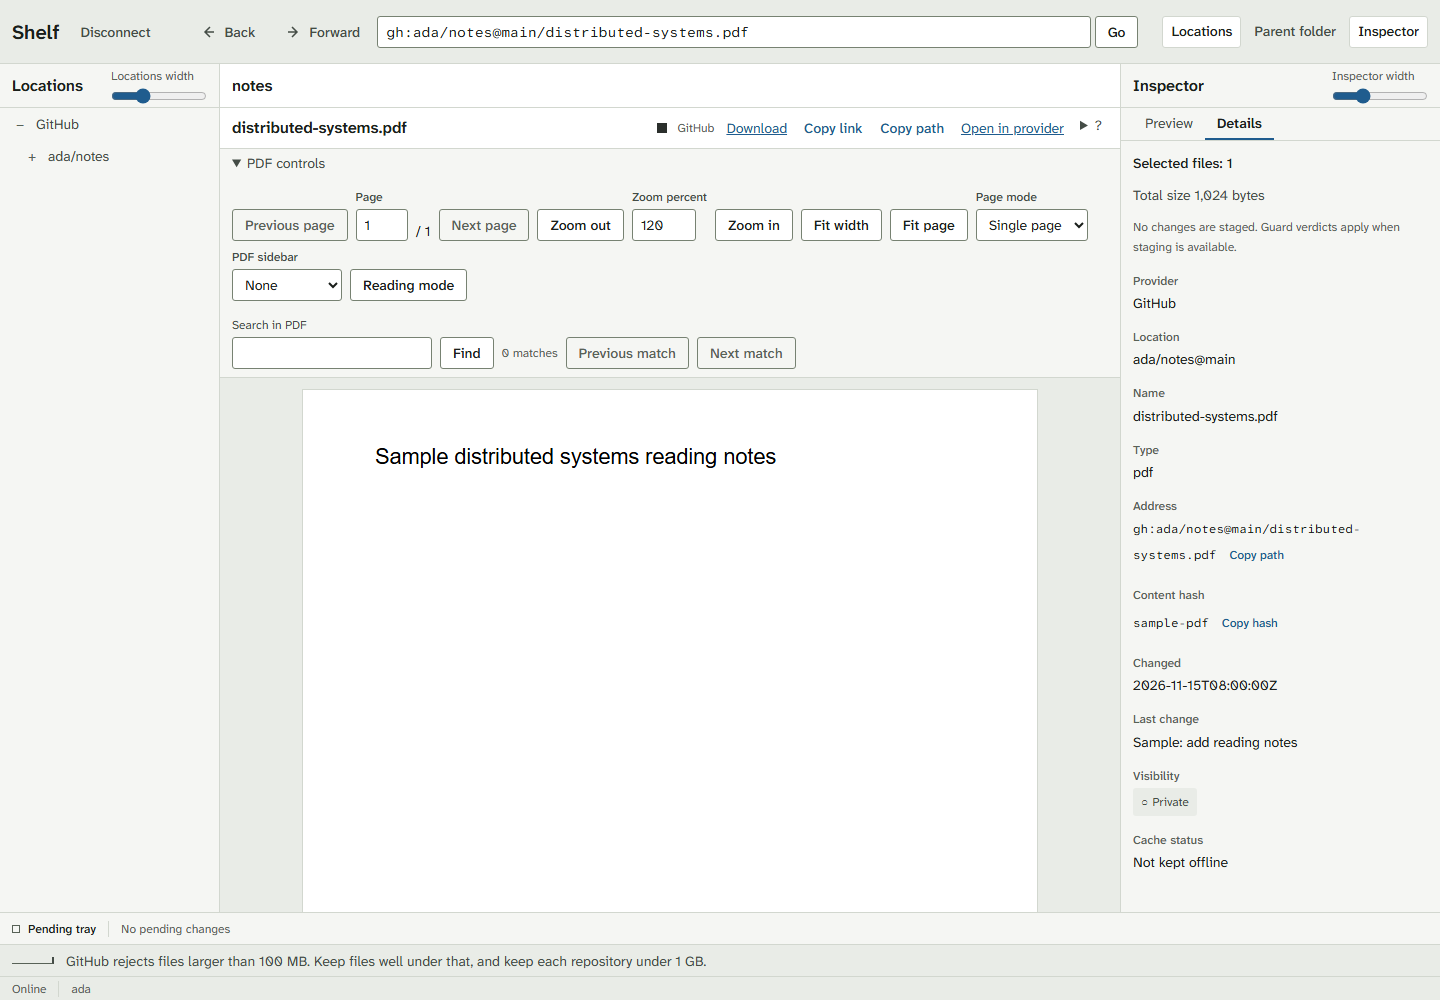 Shelf Disconnect Back Forward gh:ada/notes@main/distributed-systems.pdf Go Locations Parent folder Inspector
Locations Locations width
− GitHub
+ ada/notes
notes
distributed-systems.pdf GitHub Download Copy link Copy path Open in provider ?
PDF controls
Page Zoom percent Page mode
Previous page 1 / 1 Next page Zoom out 120 Zoom in Fit width Fit page Single page
PDF sidebar
None Reading mode
Search in PDF
Find 0 matches Previous match Next match
Sample distributed systems reading notes
Inspector Inspector width
Preview Details
Selected files: 1
Total size 1,024 bytes
No changes are staged. Guard verdicts apply when
staging is available.
Provider
GitHub
Location
ada/notes@main
Name
distributed-systems.pdf
Type
pdf
Address
gh:ada/notes@main/distributed-
systems.pdf Copy path
Content hash
sample-pdf Copy hash
Changed
2026-11-15T08:00:00Z
Last change
Sample: add reading notes
Visibility
○ Private
Cache status
Not kept offline
Pending tray No pending changes
GitHub rejects files larger than 100 MB. Keep files well under that, and keep each repository under 1 GB.
Online ada